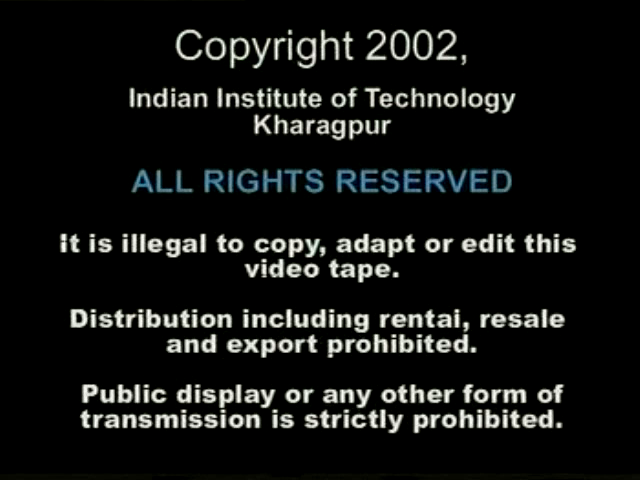 Copyright 2002,
Indian Institute of Technology
Kharagpur
ALL RIGHTS RESERVED
It is illegal to copy, adapt or edit this
video tape.
Distribution including rental, resale
and export prohibited.
Public display or any other form of
transmission is strictly prohibited.